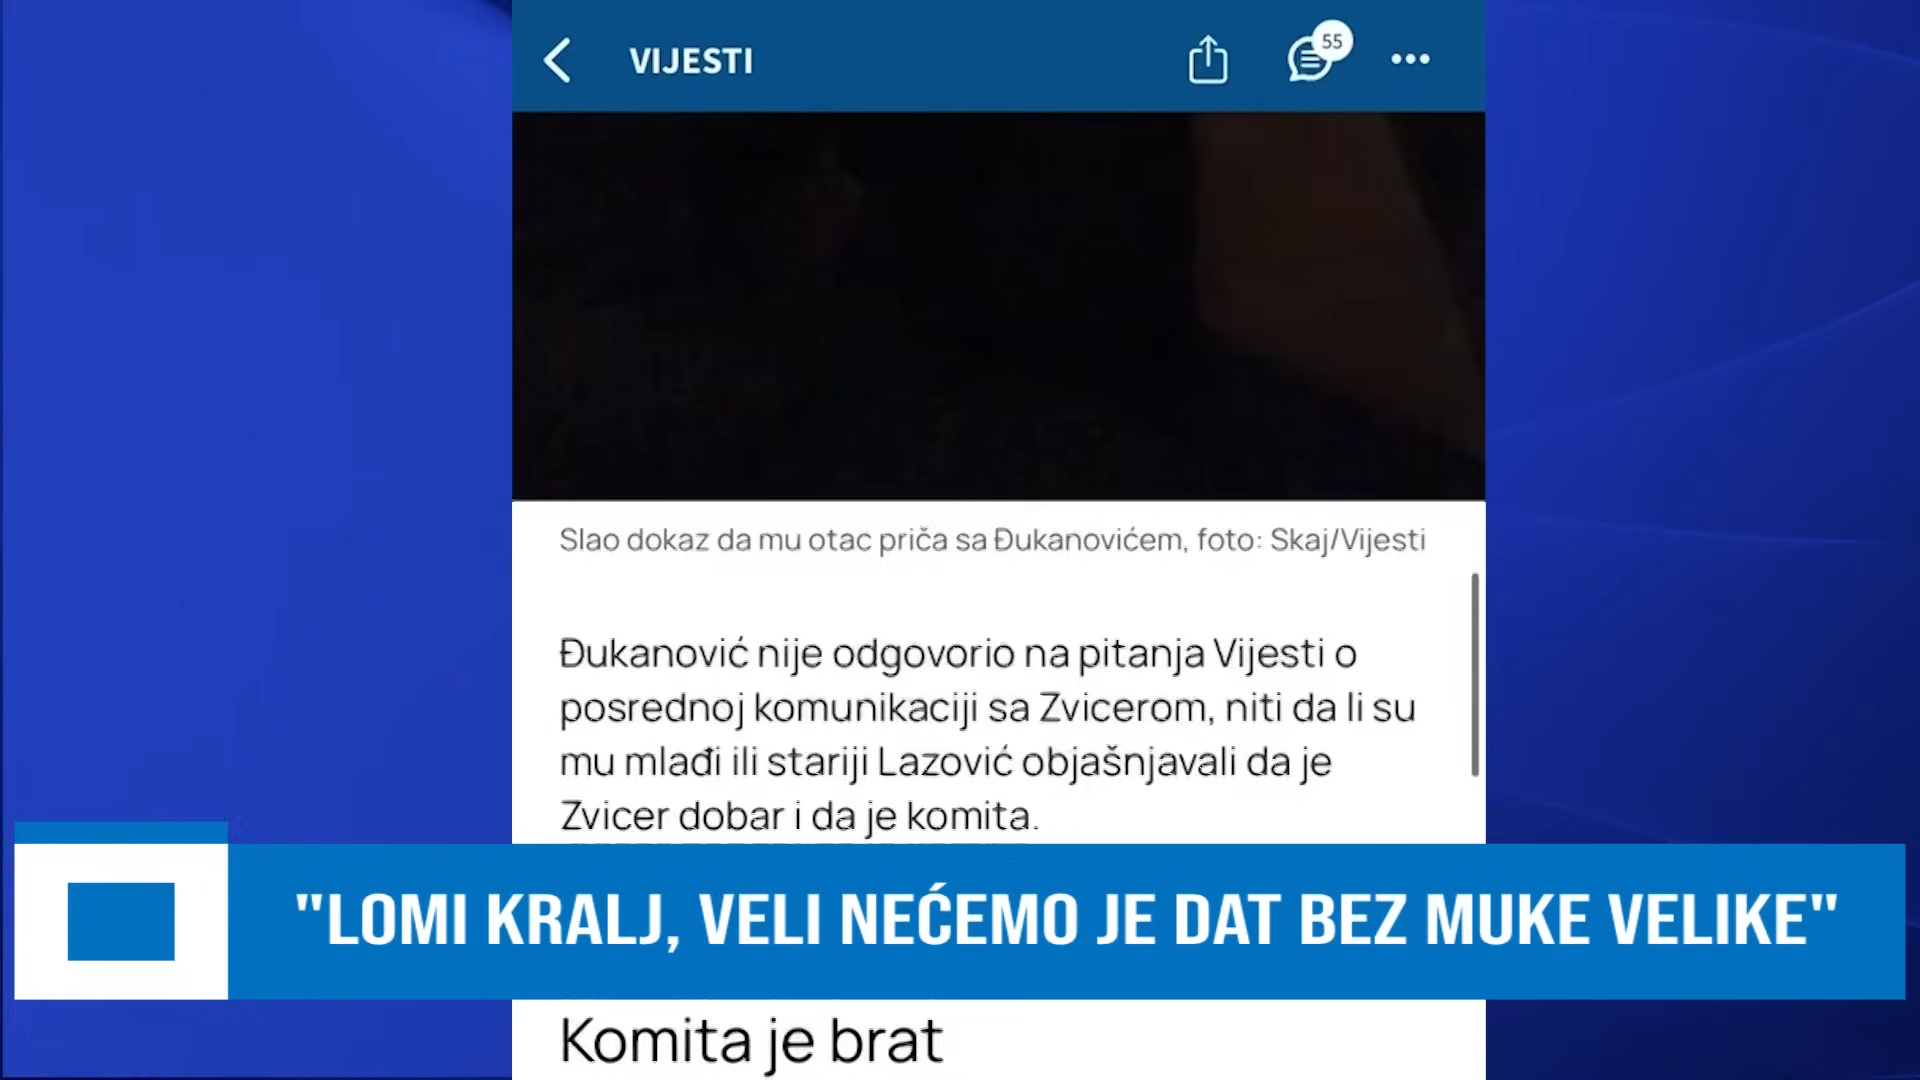 VIJESTI
55
Slao dokaz da mu otac priča sa Đukanovićem, foto: Skaj/Vijesti
Đukanović nije odgovorio na pitanja Vijesti o
posrednoj komunikaciji sa Zvicerom, niti da li su
mu mlađi ili stariji Lazović objašnjavali da je
Zvicer dobar i da je komita.
"LOMI KRALJ, VELI NEĆEMO JE DAT BEZ MUKE VELIKE"
Komita je brat